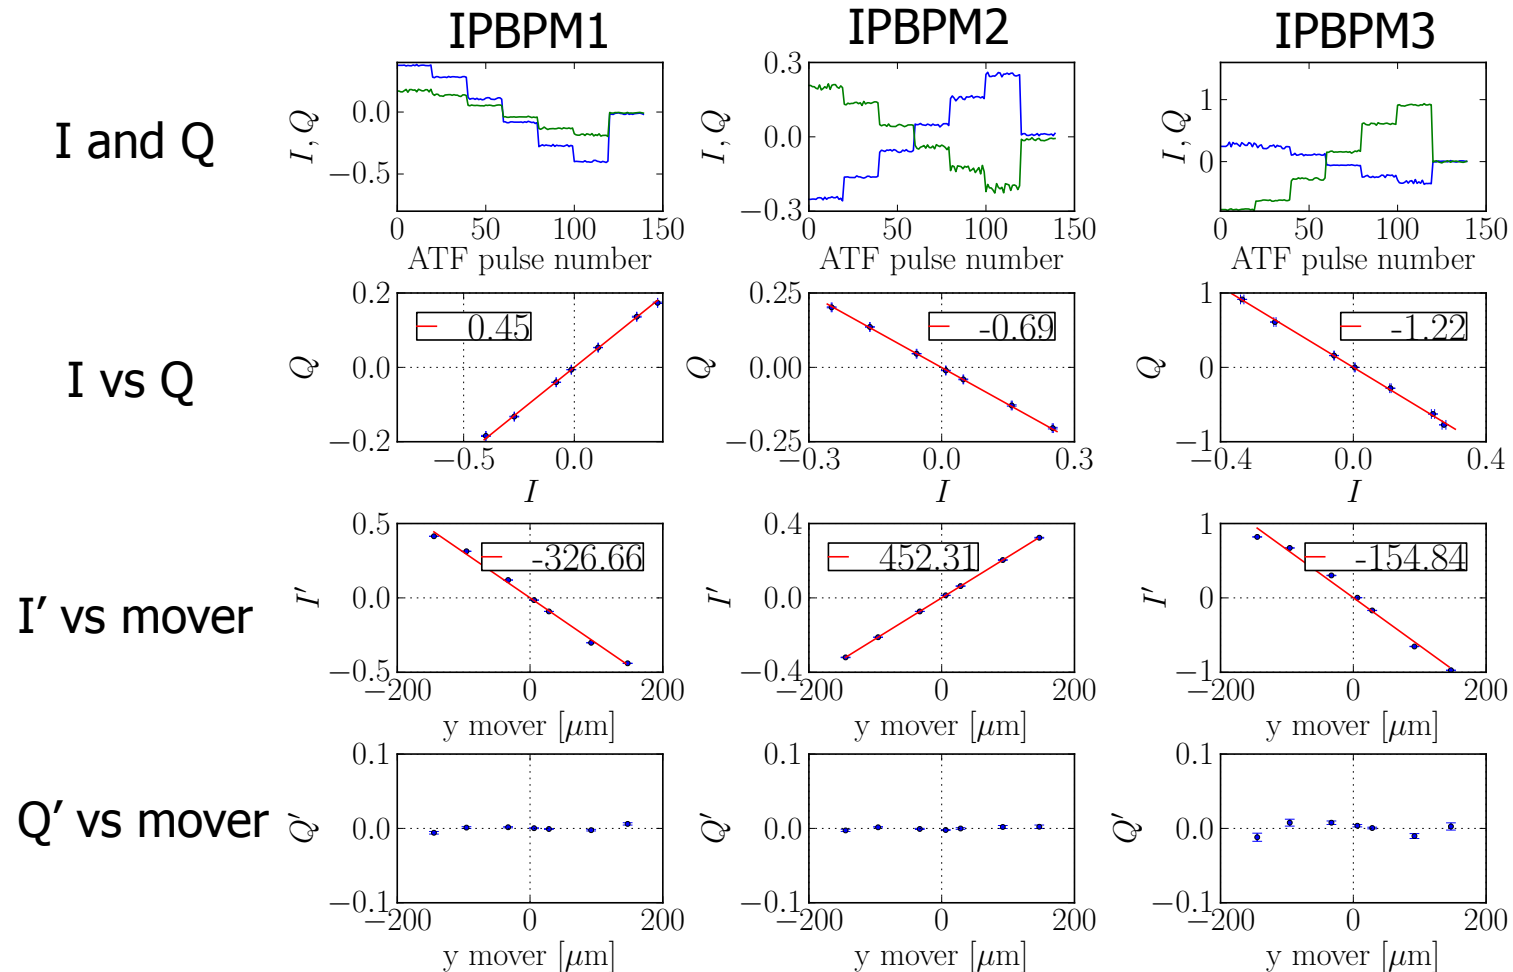 IPBPM1 IPBPM2 IPBPM3
I and Q
I, Q
0.0
−0.5
0 50 100 150
ATF pulse number
I, Q
0.3
0.0
−0.3
0 50 100 150
ATF pulse number
I, Q
1
0
0 50 100 150
ATF pulse number
I vs Q
Q
0.2
0.0
−0.2
0.45
−0.5 0.0
I
Q
0.25
0.00
−0.25
-0.69
−0.3 0.0 0.3
I
Q
1
0
−1
-1.22
−0.4 0.0 0.4
I
I’ vs mover
I′
0.5
0.0
−0.5
-326.66
−200 0 200
y mover [μm]
I′
0.4
0
−0.4
452.31
−200 0 200
y mover [μm]
I′
1
0
−1
-154.84
−200 0 200
y mover [μm]
Q’ vs mover
Q′
0.1
0.0
−0.1
−200 0 200
y mover [μm]
Q′
0.1
0.0
−0.1
−200 0 200
y mover [μm]
Q′
0.1
0.0
−0.1
−200 0 200
y mover [μm]